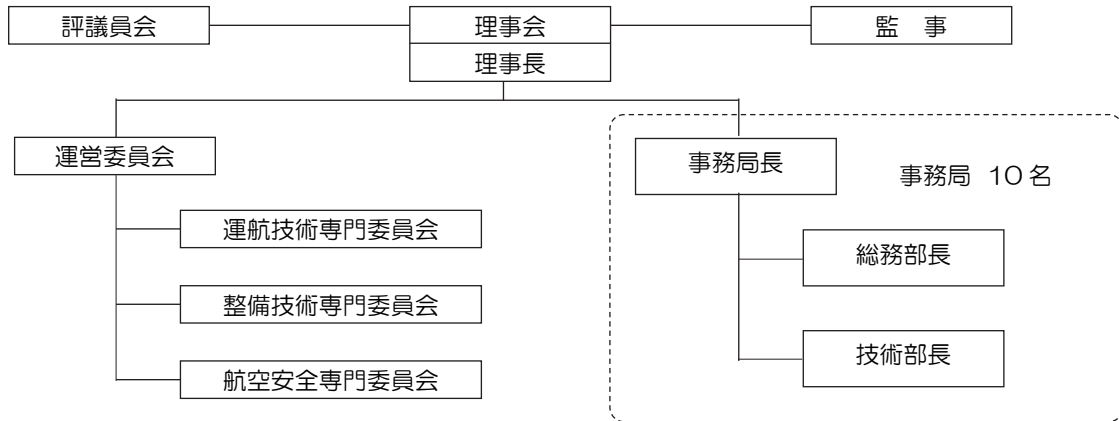 評議員会
理事会
監　事
理事長
運営委員会
事務局長
事務局 10名
運航技術専門委員会
総務部長
整備技術専門委員会
技術部長
航空安全専門委員会